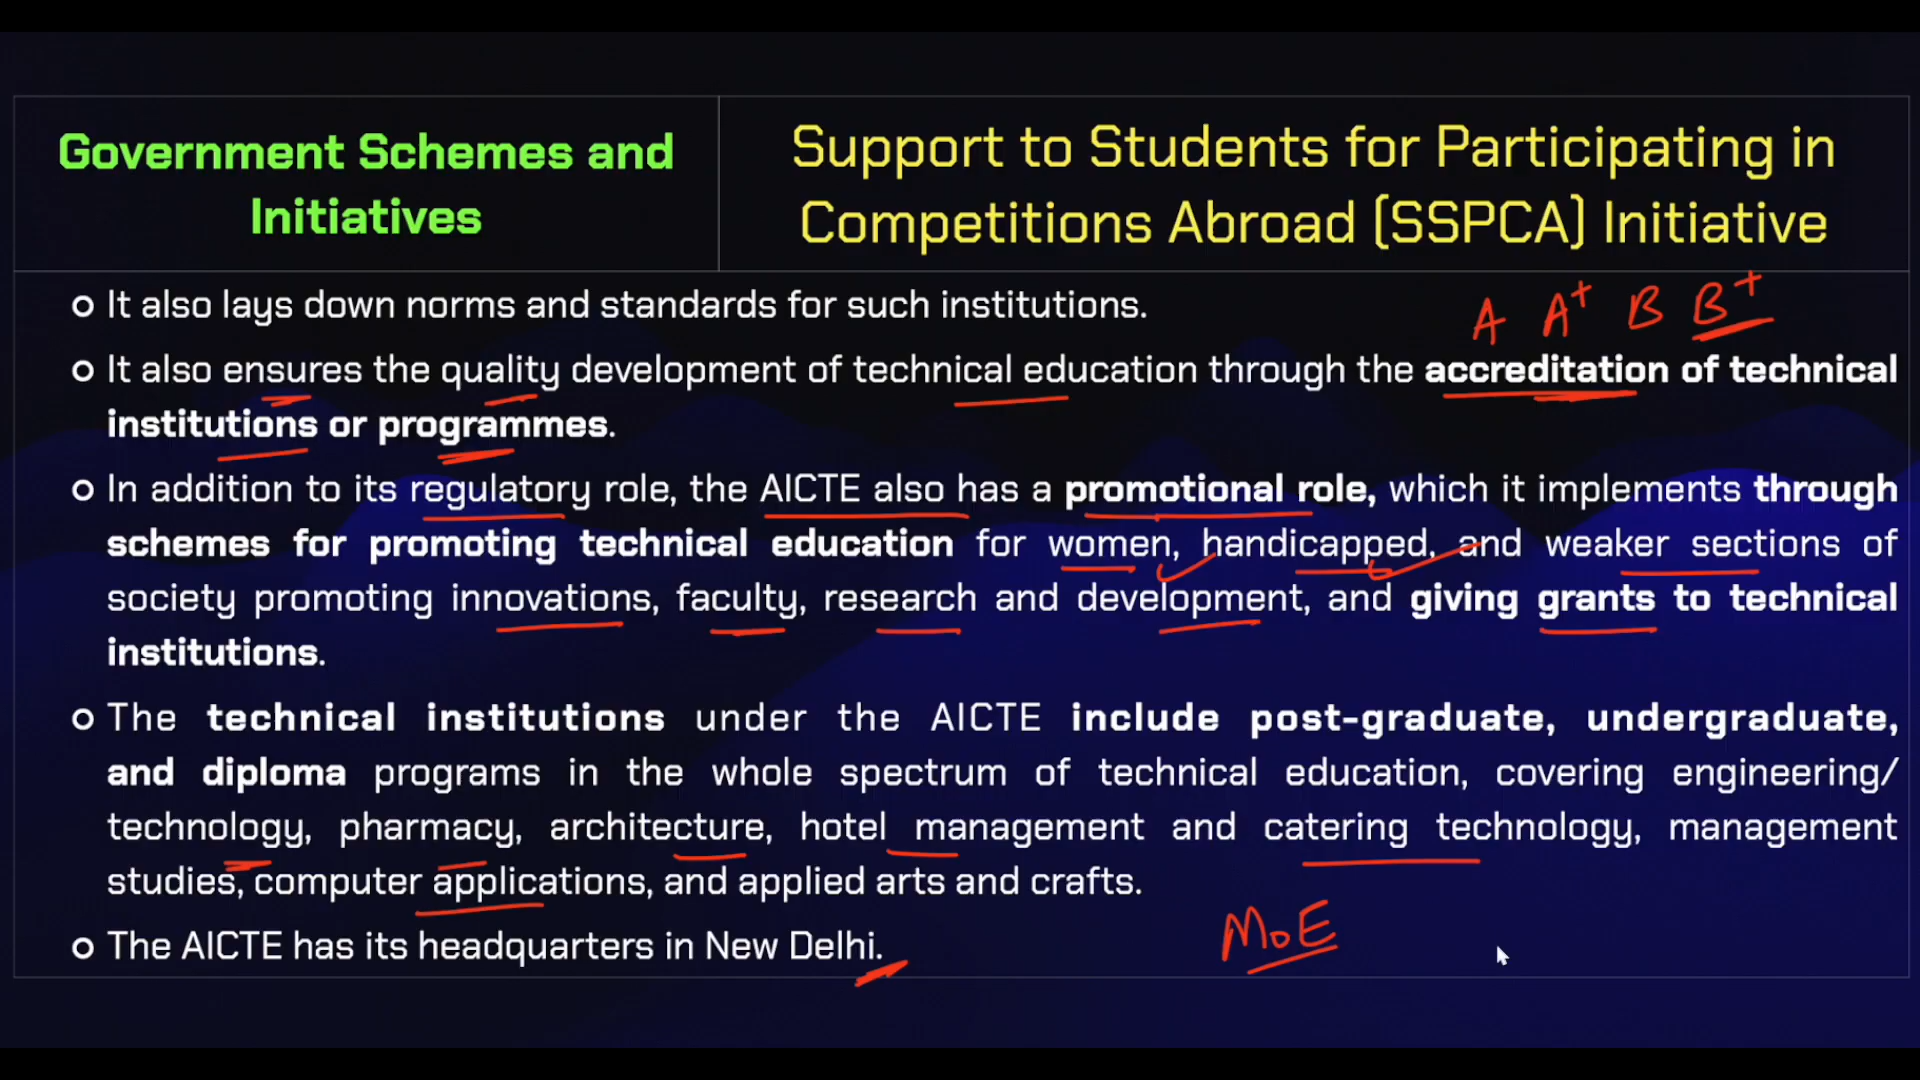 Government Schemes and
Initiatives
Support to Students for Participating in
Competitions Abroad (SSPCA) Initiative
It also lays down norms and standards for such institutions.
A A+ B B+
It also ensures the quality development of technical education through the accreditation of technical
institutions or programmes.
In addition to its regulatory role, the AICTE also has a promotional role, which it implements through
schemes for promoting technical education for women, handicapped, and weaker sections of
society promoting innovations, faculty, research and development, and giving grants to technical
institutions.
The technical institutions under the AICTE include post-graduate, undergraduate,
and diploma programs in the whole spectrum of technical education, covering engineering/
technology, pharmacy, architecture, hotel management and catering technology, management
studies, computer applications, and applied arts and crafts.
The AICTE has its headquarters in New Delhi.
MoE